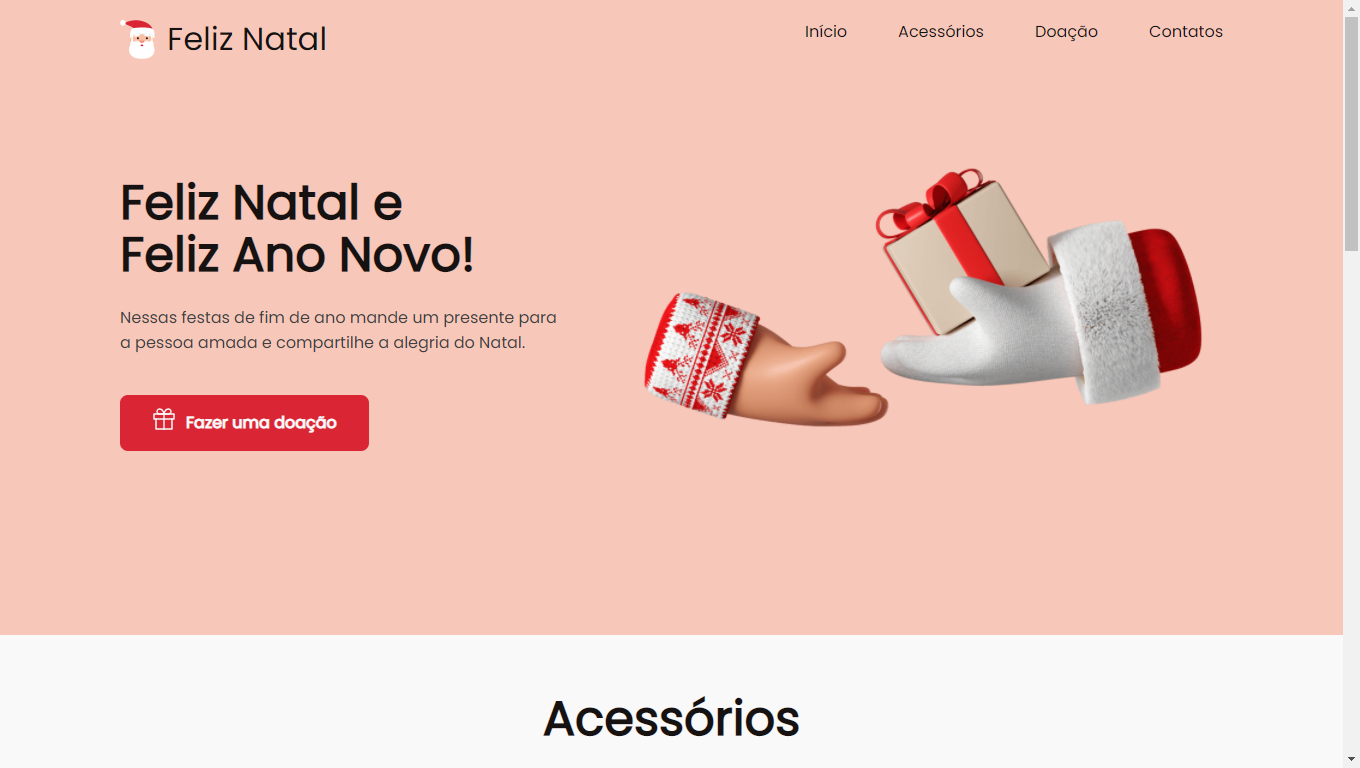 Feliz Natal
Início
Acessórios
Doação
Contatos
Feliz Natal e
Feliz Ano Novo!
Nessas festas de fim de ano mande um presente para
a pessoa amada e compartilhe a alegria do Natal.
Fazer uma doação
Acessórios